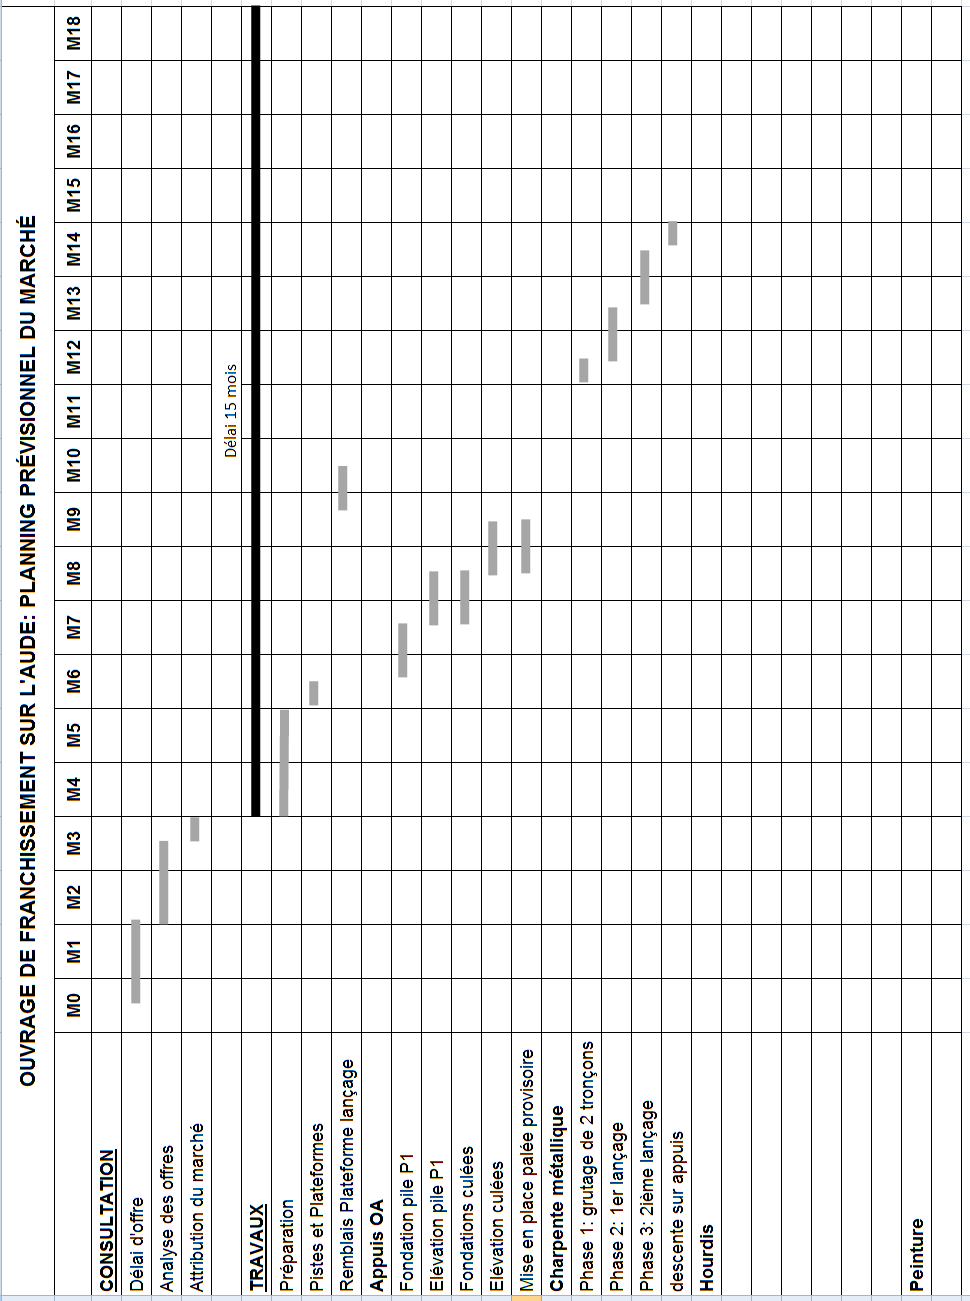 OUVRAGE DE FRANCHISSEMENT SUR L'AUDE: PLANNING PRÉVISIONNEL DU MARCHÉ
M0 M1 M2 M3 M4 M5 M6 M7 M8 M9 M10 M11 M12 M13 M14 M15 M16 M17 M18
CONSULTATION
Délai d'offre
Analyse des offres
Attribution du marché
Délai 15 mois
TRAVAUX
Préparation
Pistes et Plateformes
Remblais Plateforme lançage
Appuis OA
Fondation pile P1
Elévation pile P1
Fondations culées
Elévation culées
Mise en place palée provisoire
Charpente métallique
Phase 1: grutage de 2 tronçons
Phase 2: 1er lançage
Phase 3: 2ième lançage
descente sur appuis
Hourdis
Peinture